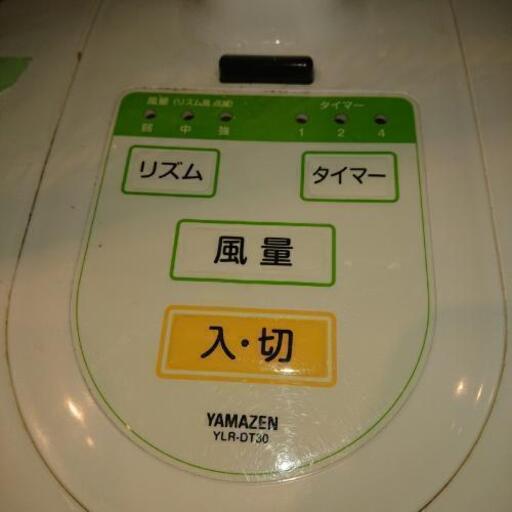 風量 (リズム風 点滅) タイマー
弱 中 強 1 2 4
リズム タイマー
風量
入・切
YAMAZEN
YLR-DT30